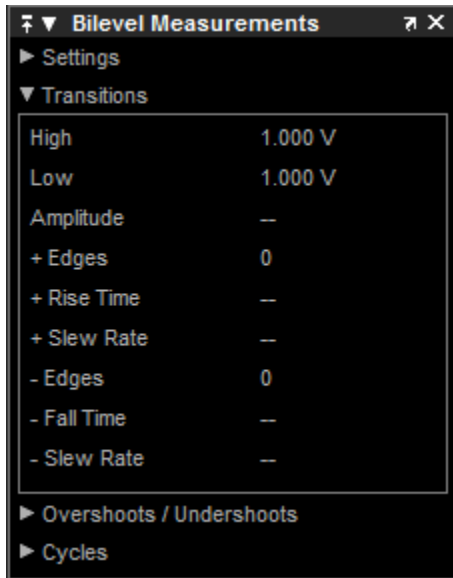 Bilevel Measurements
Settings
Transitions
High 1.000 V
Low 1.000 V
Amplitude --
+ Edges 0
+ Rise Time --
+ Slew Rate --
- Edges 0
- Fall Time --
- Slew Rate --
Overshoots / Undershoots
Cycles